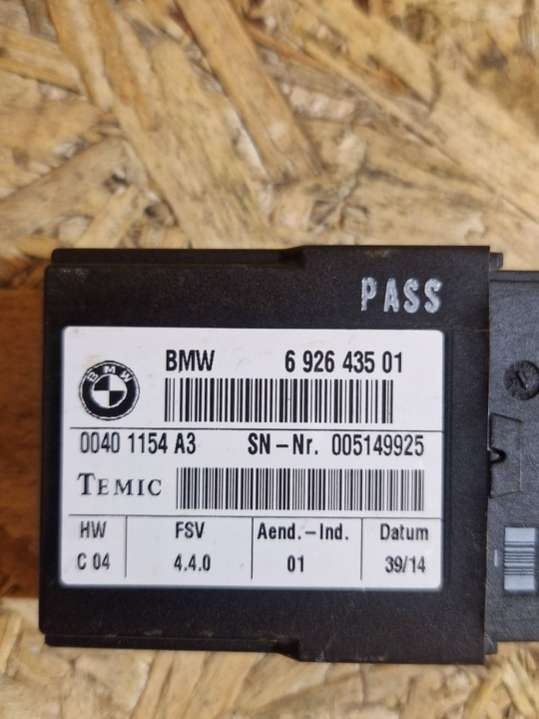 PASS
BMW
BMW 6 926 435 01
0040 1154 A3 SN-Nr. 005149925
TEMIC
HW FSV Aend.-Ind. Datum
C 04 4.4.0 01 39/14